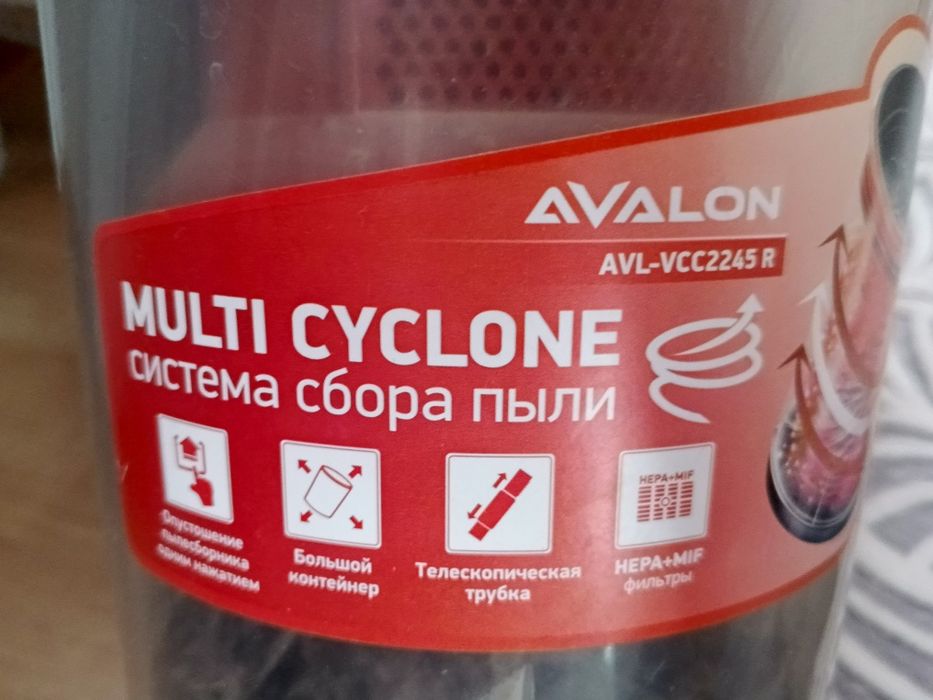 AVALON
AVL-VCC2245 R
MULTI CYCLONE
система сбора пыли
Опустошение
пылесборника
одним нажатием
Большой
контейнер
Телескопическая
трубка
HEPA+MIF
HEPA+MIF
фильтры